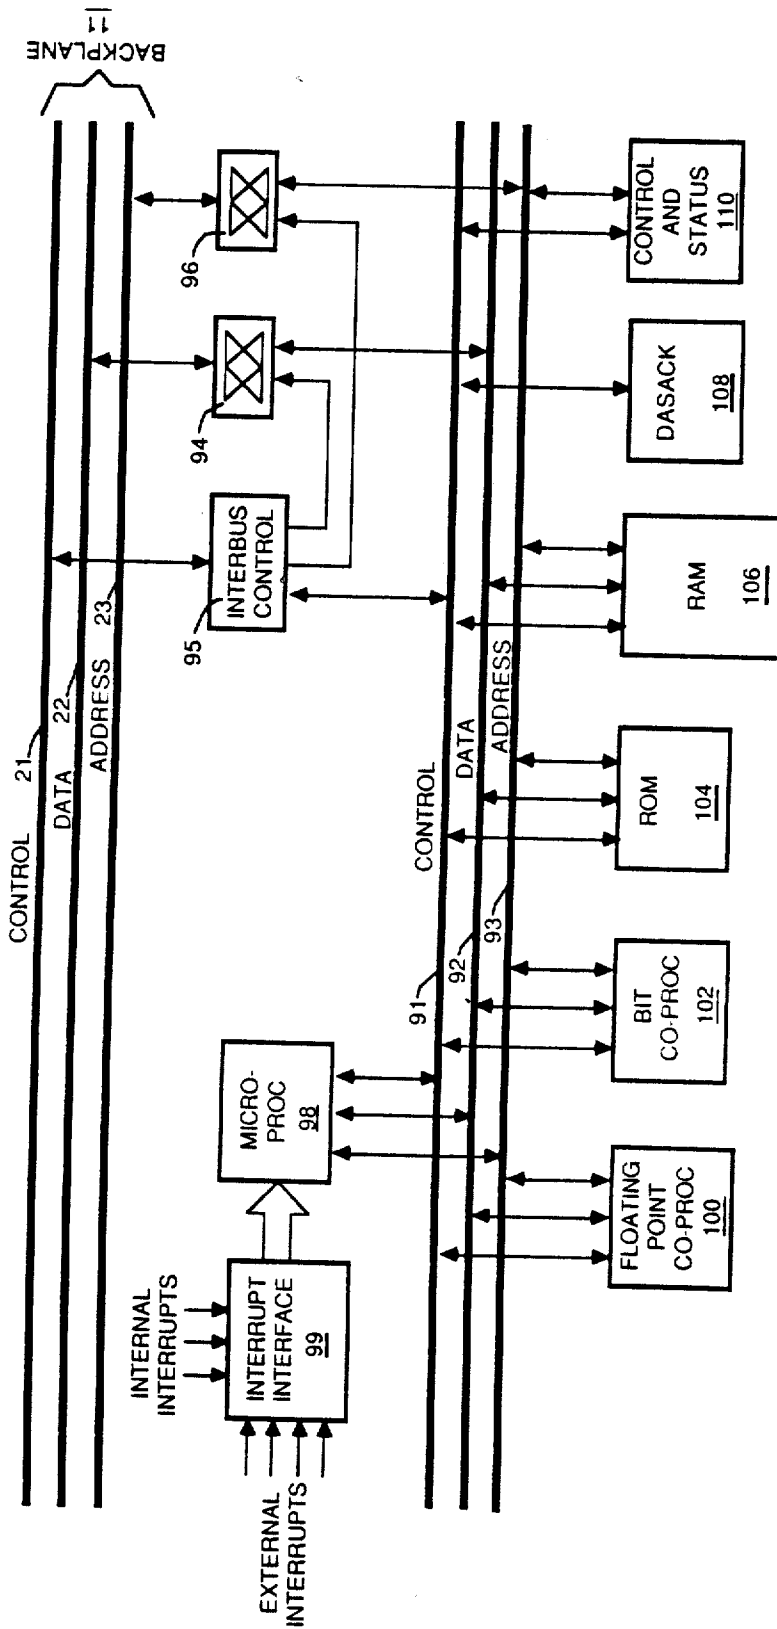 BACKPLANE
11
CONTROL
21
DATA
22
ADDRESS
23
EXTERNAL
INTERRUPTS
INTERNAL
INTERRUPTS
INTERRUPT
INTERFACE
99
MICRO-
PROC
98
95
INTERBUS
CONTROL
94
96
CONTROL
91
DATA
92
ADDRESS
93
FLOATING
POINT
CO-PROC
100
BIT
CO-PROC
102
ROM
104
RAM
106
DASACK
108
CONTROL
AND
STATUS
110